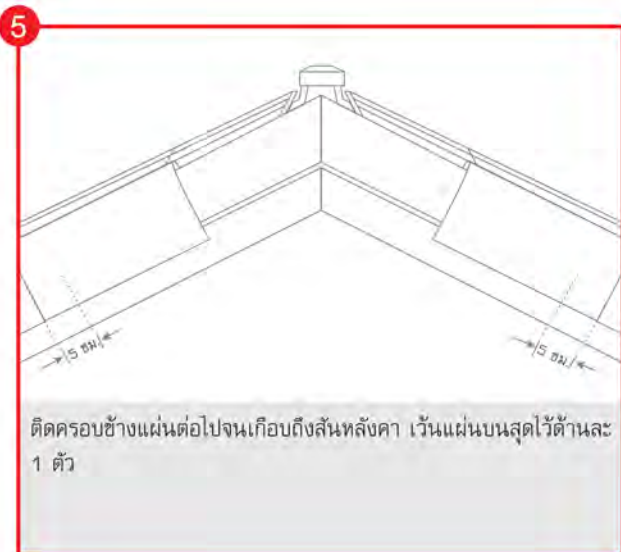 5
5 ซม.
5 ซม.
ติดครอบข้างแผ่นต่อไปจนเกือบถึงสันหลังคา เว้นแผ่นบนสุดไว้ด้านละ
1 ตัว